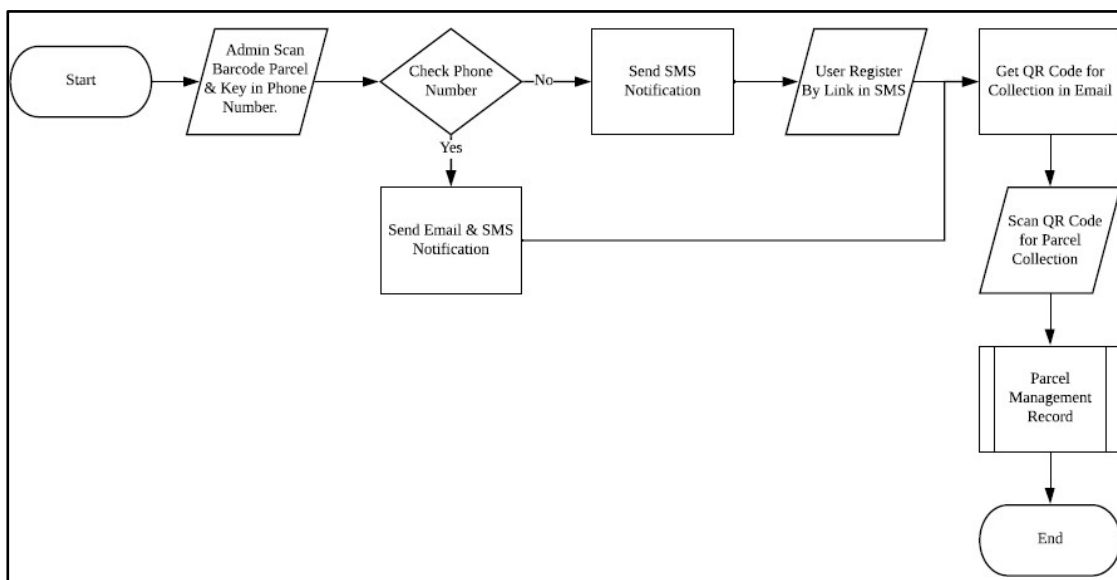 Start
Admin Scan
Barcode Parcel
& Key in Phone
Number.
Check Phone
Number
No
Send SMS
Notification
User Register
By Link in SMS
Get QR Code for
Collection in Email
Yes
Send Email & SMS
Notification
Scan QR Code
for Parcel
Collection
Parcel
Management
Record
End